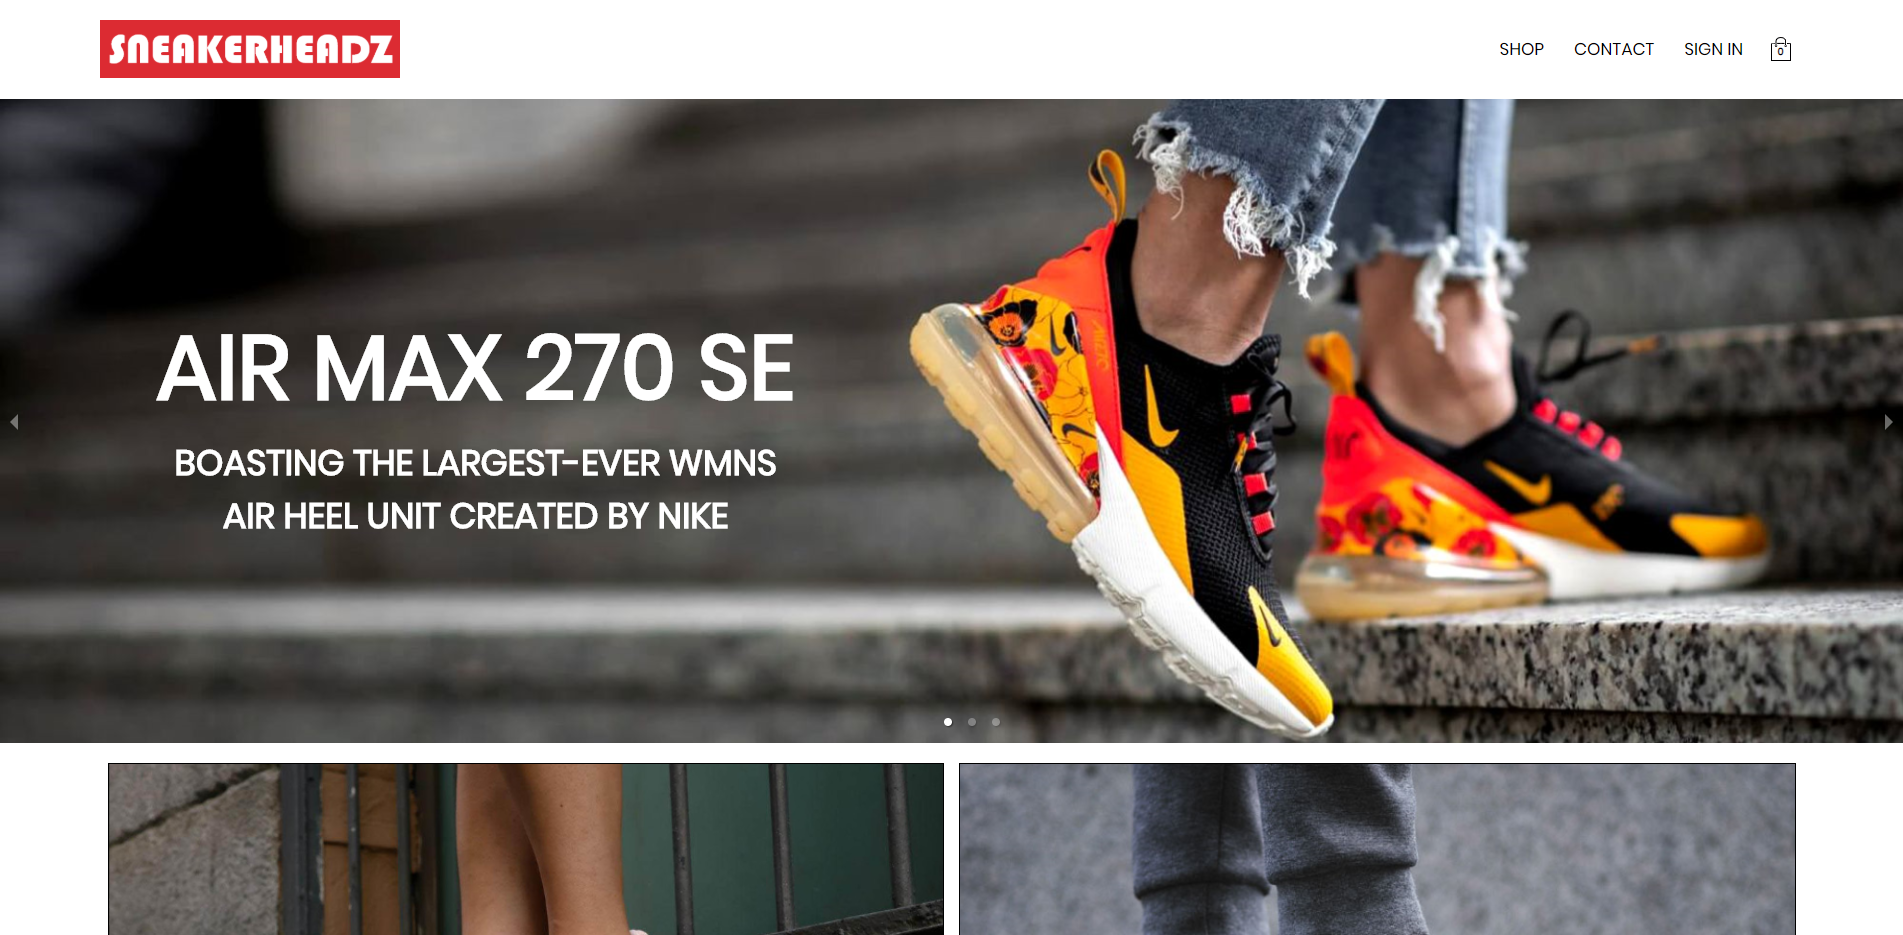 SNEAKERHEADZ
SHOP CONTACT SIGN IN 0
AIR MAX 270 SE
BOASTING THE LARGEST-EVER WMNS
AIR HEEL UNIT CREATED BY NIKE